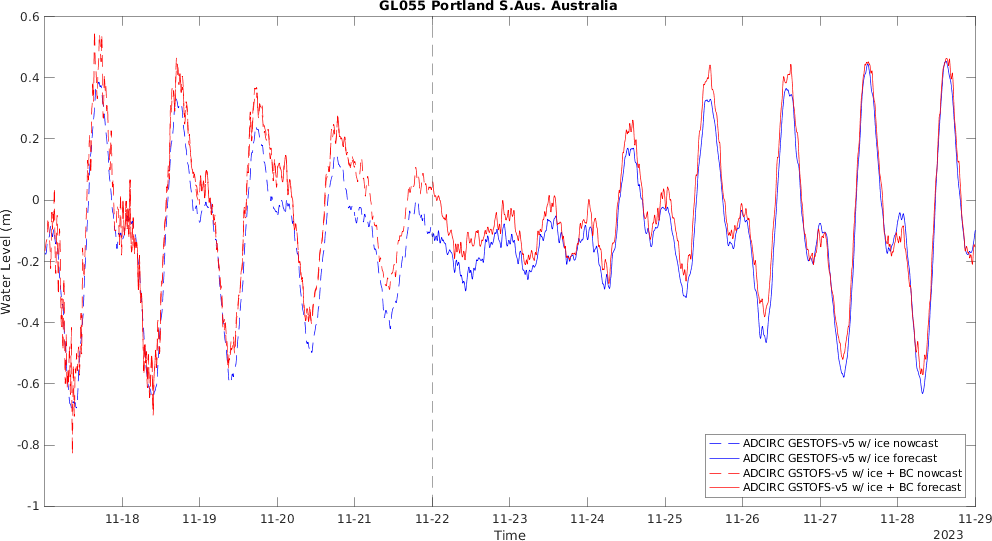 GL055 Portland S.Aus. Australia
Water Level (m)
0.6
0.4
0.2
0
-0.2
-0.4
-0.6
-0.8
-1
11-18 11-19 11-20 11-21 11-22 11-23 11-24 11-25 11-26 11-27 11-28 11-29
Time
2023
ADCIRC GESTOFS-v5 w/ ice nowcast
ADCIRC GESTOFS-v5 w/ ice forecast
ADCIRC GSTOFS-v5 w/ ice + BC nowcast
ADCIRC GSTOFS-v5 w/ ice + BC forecast